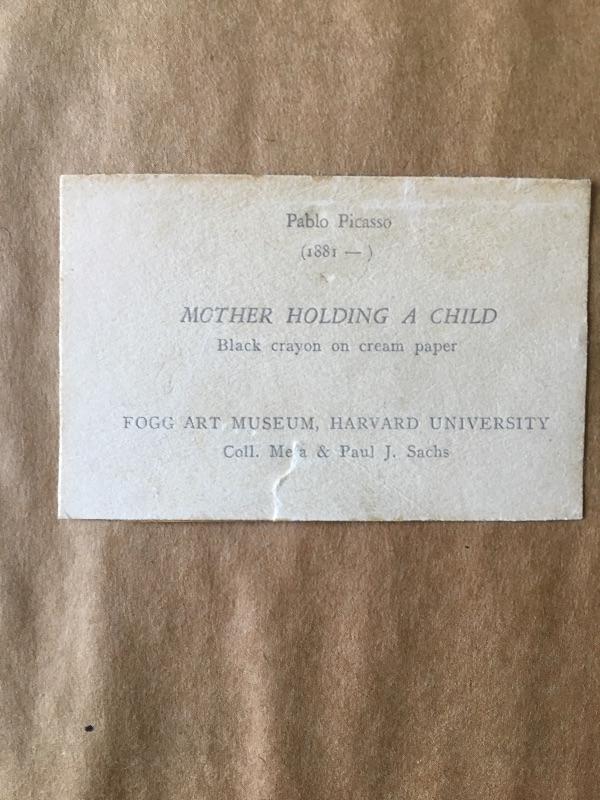 Pablo Picasso
(1881 — )
MOTHER HOLDING A CHILD
Black crayon on cream paper
FOGG ART MUSEUM, HARVARD UNIVERSITY
Coll. Meta & Paul J. Sachs